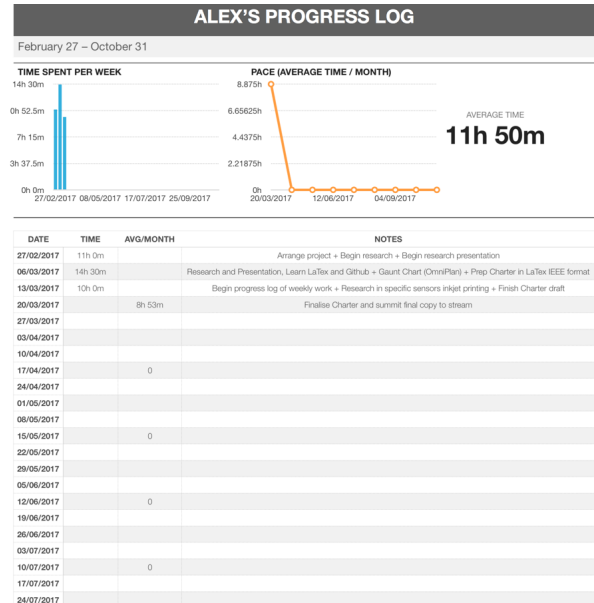 ALEX'S PROGRESS LOG
February 27 – October 31
TIME SPENT PER WEEK
14h 30m
0h 52.5m
7h 15m
3h 37.5m
0h 0m
27/02/2017 08/05/2017 17/07/2017 25/09/2017
PACE (AVERAGE TIME / MONTH)
8.875h
6.65625h
4.4375h
2.21875h
0h
20/03/2017 12/06/2017 04/09/2017
AVERAGE TIME
11h 50m
DATE TIME AVG/MONTH NOTES
27/02/2017 11h 0m Arrange project + Begin research + Begin research presentation
06/03/2017 14h 30m Research and Presentation, Learn LaTex and Github + Gaunt Chart (OmniPlan) + Prep Charter in LaTex IEEE format
13/03/2017 10h 0m Begin progress log of weekly work + Research in specific sensors inkjet printing + Finish Charter draft
20/03/2017 8h 53m Finalise Charter and summit final copy to stream
27/03/2017
03/04/2017
10/04/2017
17/04/2017 0
24/04/2017
01/05/2017
08/05/2017
15/05/2017 0
22/05/2017
29/05/2017
05/06/2017
12/06/2017 0
19/06/2017
26/06/2017
03/07/2017
10/07/2017 0
17/07/2017
24/07/2017